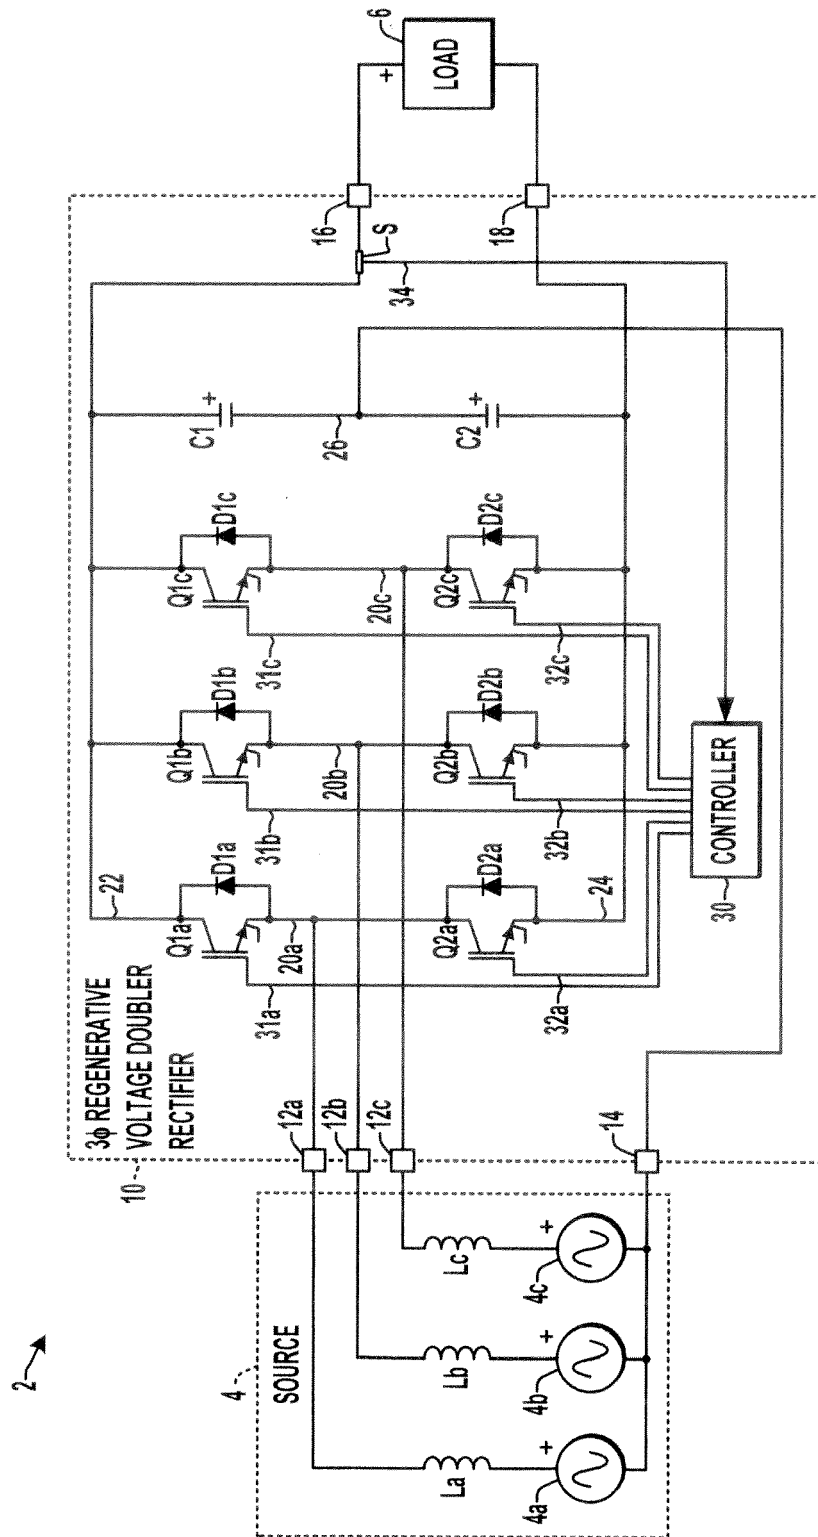 2
4
SOURCE
La
Lb
Lc
4a
4b
4c
+
+
+
10
3ϕ REGENERATIVE
VOLTAGE DOUBLER
RECTIFIER
12a
12b
12c
14
22
Q1a
D1a
Q1b
D1b
Q1c
D1c
31a
20a
31b
20b
31c
20c
Q2a
D2a
Q2b
D2b
Q2c
D2c
32a
24
32b
32c
C1
+
26
C2
+
30
CONTROLLER
34
S
16
18
+
LOAD
6